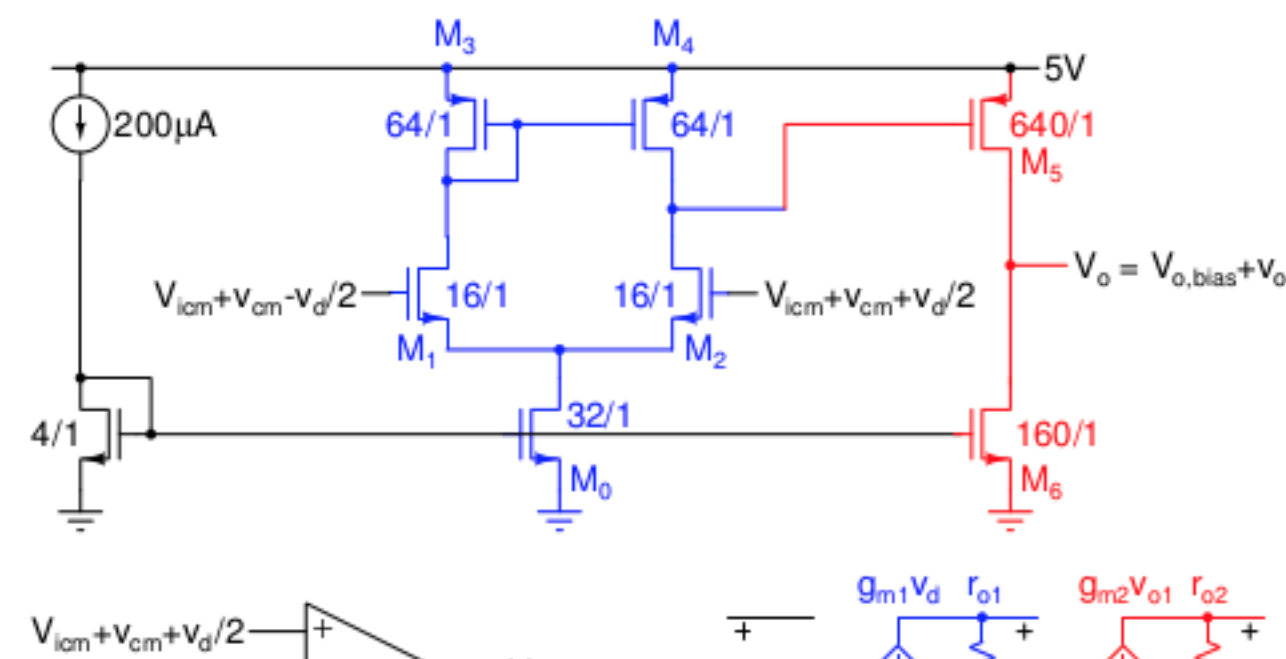 M₃ M₄
5V
200μA 64/1 64/1 640/1
M₅
Vₒ = Vₒ,bias+vₒ
Vicm+vcm-vd/2 16/1 16/1 Vicm+vcm+vd/2
M₁ M₂
4/1 32/1 160/1
M₀ M₆
gm1vd ro1 gm2vo1 ro2
Vicm+vcm+vd/2 + + + +